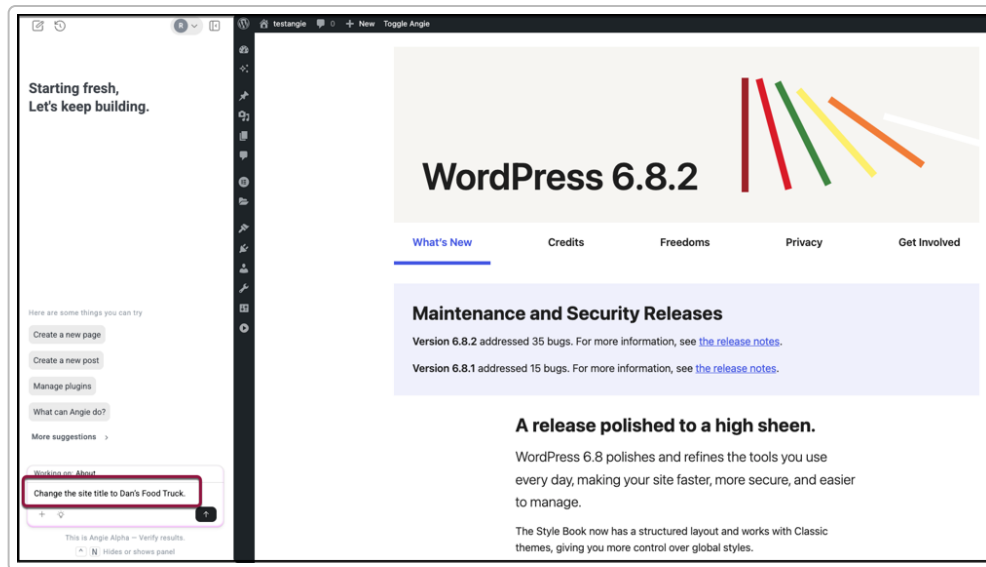 R
testangie 0 + New Toggle Angie
Starting fresh,
Let's keep building.
WordPress 6.8.2
What's New Credits Freedoms Privacy Get Involved
Maintenance and Security Releases
Version 6.8.2 addressed 35 bugs. For more information, see the release notes.
Version 6.8.1 addressed 15 bugs. For more information, see the release notes.
Here are some things you can try
Create a new page
Create a new post
Manage plugins
What can Angie do?
More suggestions >
A release polished to a high sheen.
WordPress 6.8 polishes and refines the tools you use
every day, making your site faster, more secure, and easier
to manage.
The Style Book now has a structured layout and works with Classic
themes, giving you more control over global styles.
Working on: About
Change the site title to Dan's Food Truck.
This is Angie Alpha — Verify results.
^ N Hides or shows panel